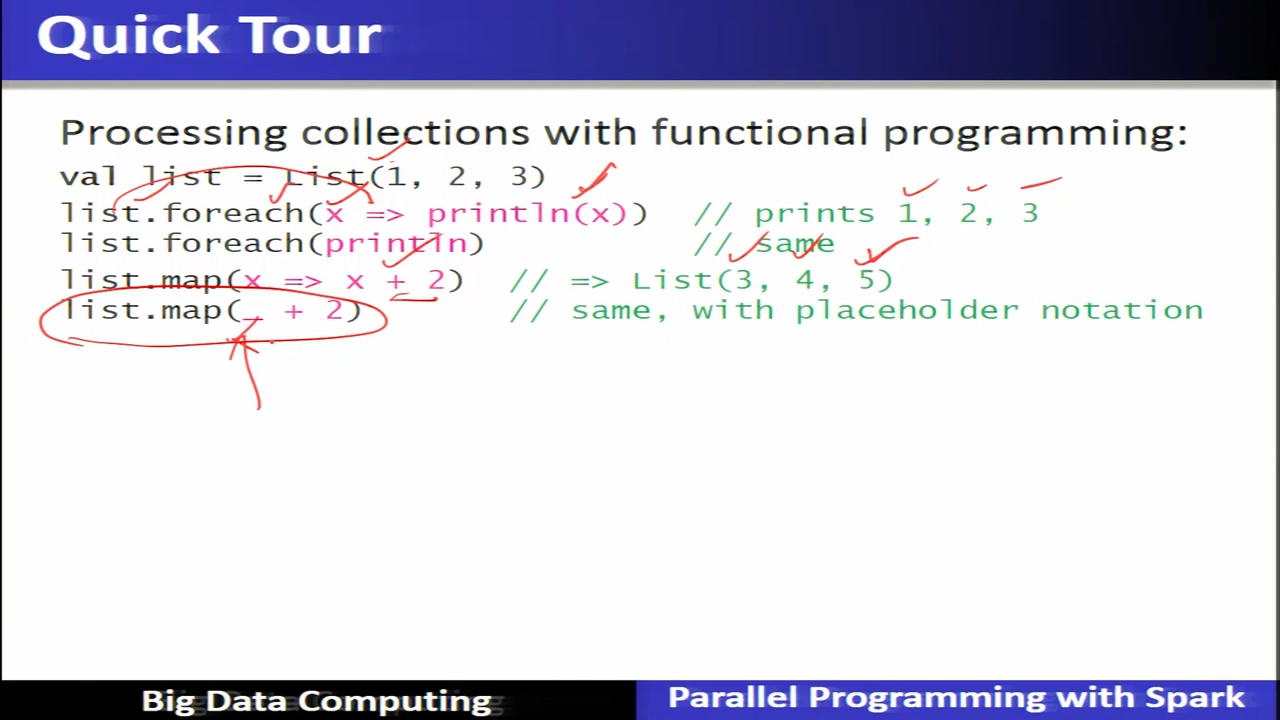 Quick Tour
Processing collections with functional programming:
val list = List(1, 2, 3)
list.foreach(x => println(x)) // prints 1, 2, 3
list.foreach(println) // same
list.map(x => x + 2) // => List(3, 4, 5)
list.map(_ + 2) // same, with placeholder notation
Big Data Computing
Parallel Programming with Spark